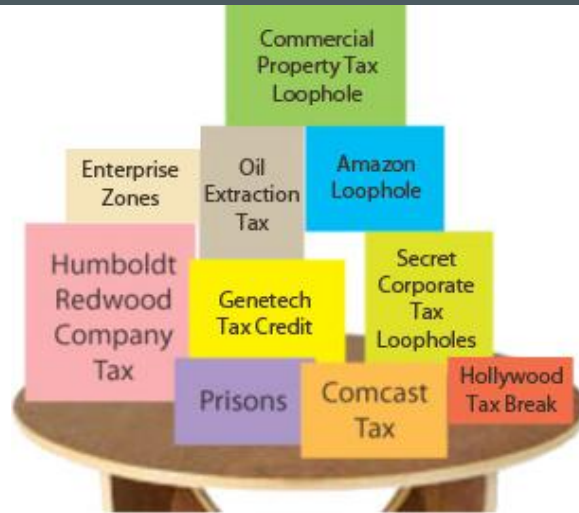 Commercial
Property Tax
Loophole
Enterprise
Zones
Oil
Extraction
Tax
Amazon
Loophole
Humboldt
Redwood
Company
Tax
Genetech
Tax Credit
Secret
Corporate
Tax
Loopholes
Prisons
Comcast
Tax
Hollywood
Tax Break